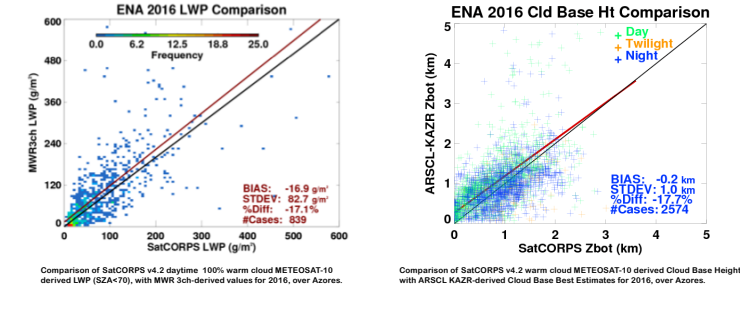 ENA 2016 LWP Comparison
600
480
360
240
120
0
MWR3ch LWP (g/m²)
0.0 6.2 12.5 18.8 25.0
Frequency
BIAS: -16.9 g/m²
STDEV: 82.7 g/m²
%Diff: -17.1%
#Cases: 839
0 100 200 300 400 500 600
SatCORPS LWP (g/m²)
Comparison of SatCORPS v4.2 daytime 100% warm cloud METEOSAT-10
derived LWP (SZA<70), with MWR 3ch-derived values for 2016, over Azores.
ENA 2016 Cld Base Ht Comparison
5
4
3
2
1
0
ARSCL-KAZR Zbot (km)
+ Day
+ Twilight
+ Night
BIAS: -0.2 km
STDEV: 1.0 km
%Diff: -17.7%
#Cases: 2574
0 1 2 3 4 5
SatCORPS Zbot (km)
Comparison of SatCORPS v4.2 warm cloud METEOSAT-10 derived Cloud Base Height
with ARSCL KAZR-derived Cloud Base Best Estimates for 2016, over Azores.